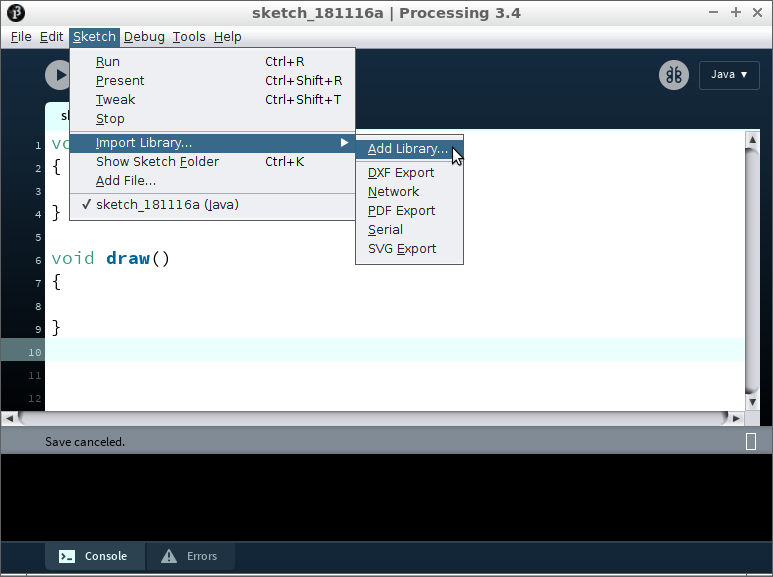 sketch_181116a | Processing 3.4
File Edit Sketch Debug Tools Help
Run Ctrl+R
Present Ctrl+Shift+R
Tweak Ctrl+Shift+T
Stop
Import Library...
Show Sketch Folder Ctrl+K
Add File...
✓ sketch_181116a (Java)
Add Library...
DXF Export
Network
PDF Export
Serial
SVG Export
Java ▼
1
2 {
3
4 }
5
6 void draw()
7 {
8
9 }
10
11
12
Save canceled.
Console Errors